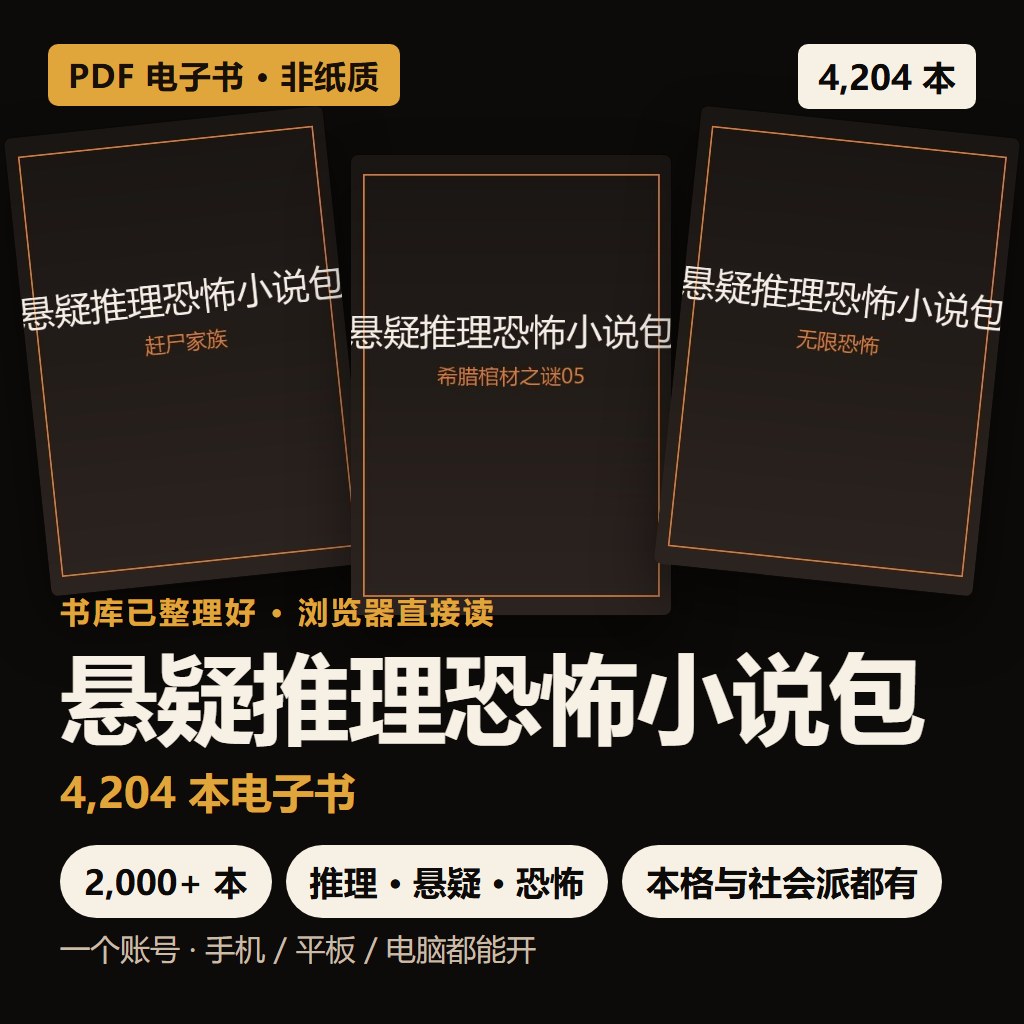 PDF 电子书 · 非纸质
4,204 本
悬疑推理恐怖小说包
赶尸家族
悬疑推理恐怖小说包
希腊棺材之谜05
悬疑推理恐怖小说包
无限恐怖
书库已整理好 · 浏览器直接读
悬疑推理恐怖小说包
4,204 本电子书
2,000+ 本
推理 · 悬疑 · 恐怖
本格与社会派都有
一个账号 · 手机 / 平板 / 电脑都能开